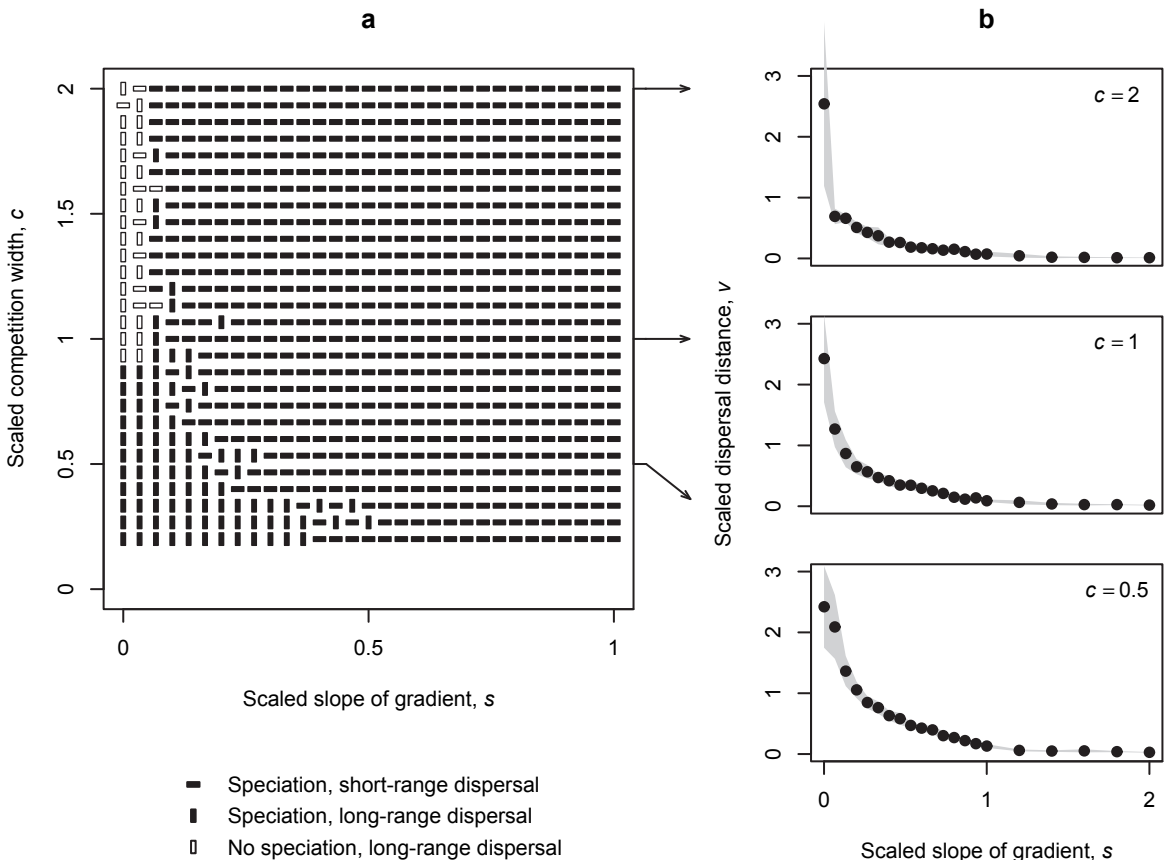 a
b
Scaled competition width, c
2
1.5
1
0.5
0
0
0.5
1
Scaled slope of gradient, s
Speciation, short-range dispersal
Speciation, long-range dispersal
No speciation, long-range dispersal
Scaled dispersal distance, v
3
2
1
0
c = 2
3
2
1
0
c = 1
3
2
1
0
c = 0.5
0
1
2
Scaled slope of gradient, s